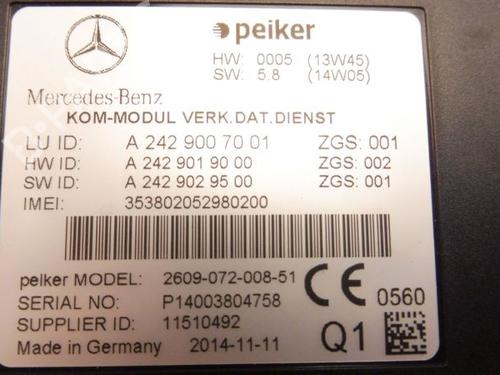 peiker
HW: 0005 (13W45)
SW: 5.8 (14W05)
Mercedes-Benz
KOM-MODUL VERK.DAT.DIENST
LU ID: A 242 900 70 01 ZGS: 001
HW ID: A 242 901 90 00 ZGS: 002
SW ID: A 242 902 95 00 ZGS: 001
IMEI: 353802052980200
peiker MODEL: 2609-072-008-51
SERIAL NO: P14003804758
SUPPLIER ID: 11510492
CE 0560
Made in Germany 2014-11-11 Q1